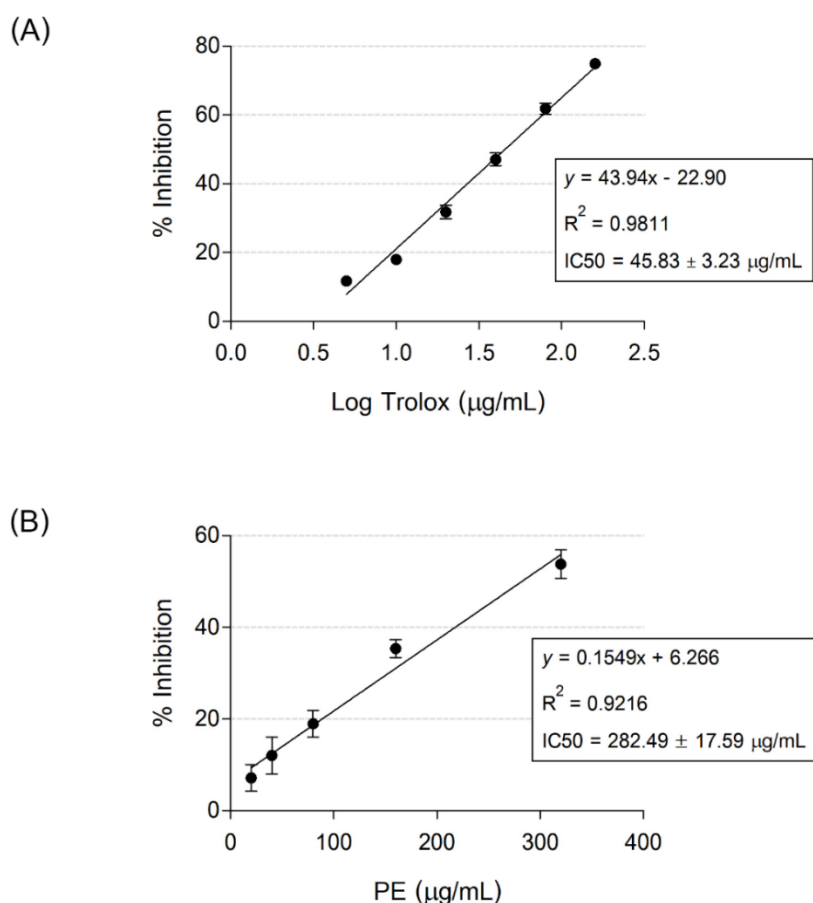 (A)
80
60
40
20
0
% Inhibition
y = 43.94x - 22.90
R² = 0.9811
IC50 = 45.83 ± 3.23 μg/mL
0.0 0.5 1.0 1.5 2.0 2.5
Log Trolox (μg/mL)
(B)
60
40
20
0
% Inhibition
y = 0.1549x + 6.266
R² = 0.9216
IC50 = 282.49 ± 17.59 μg/mL
0 100 200 300 400
PE (μg/mL)